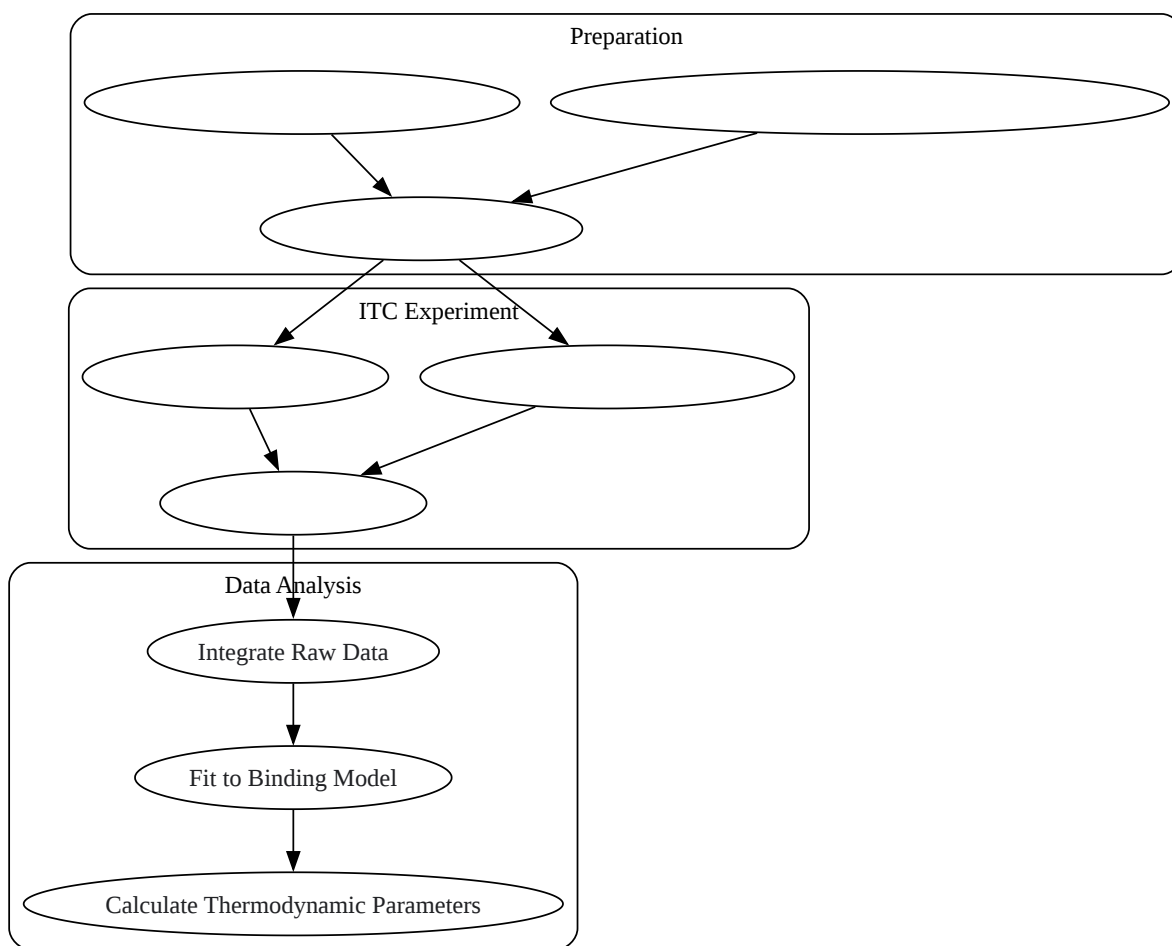 Preparation
ITC Experiment
Data Analysis
Integrate Raw Data
Fit to Binding Model
Calculate Thermodynamic Parameters